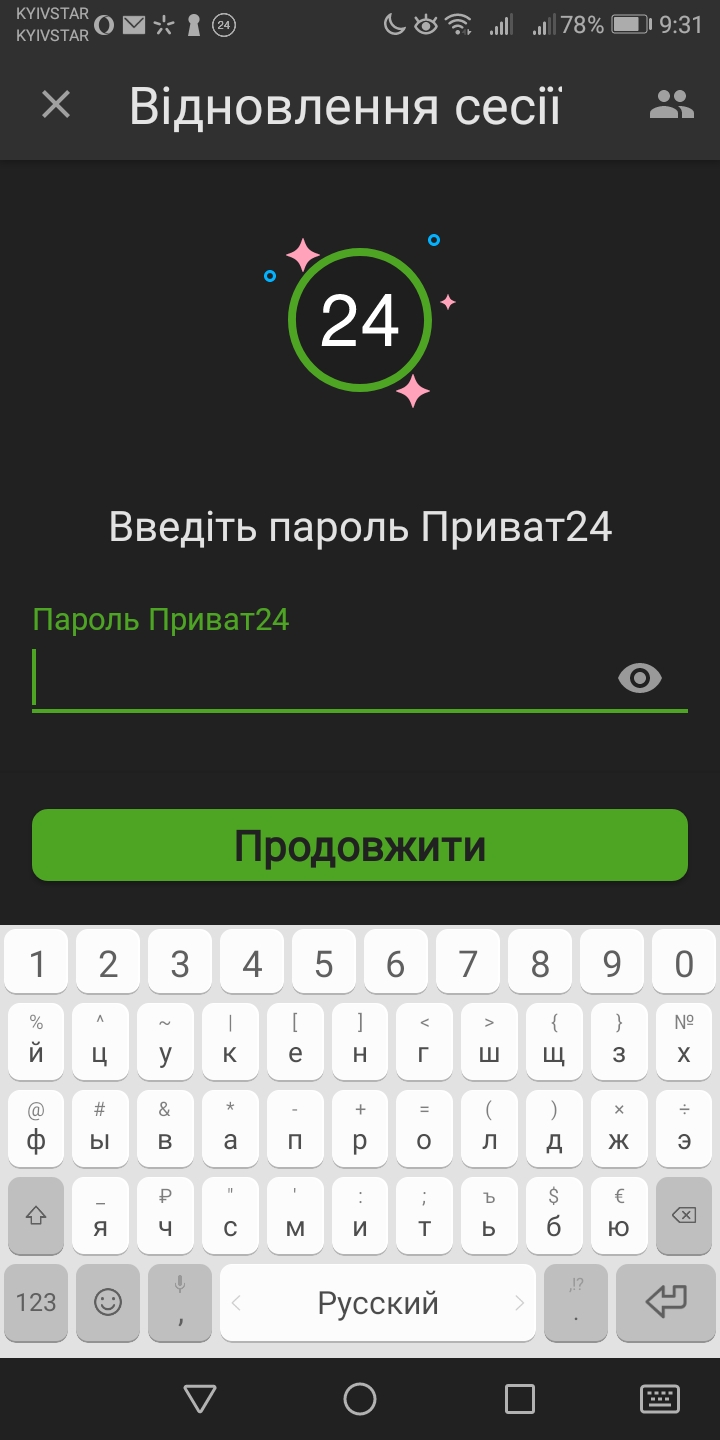 KYIVSTAR
KYIVSTAR
24
78%
9:31
Відновлення сесії
24
Введіть пароль Приват24
Пароль Приват24
Продовжити
1 2 3 4 5 6 7 8 9 0
% ^ ~ | [ ] < > { } №
й ц у к е н г ш щ з х
@ # & * - + = ( ) × ÷
ф ы в а п р о л д ж э
_ ₽ " ' : ; ъ $ €
я ч с м и т ь б ю
,!?
123 , < Русский > .